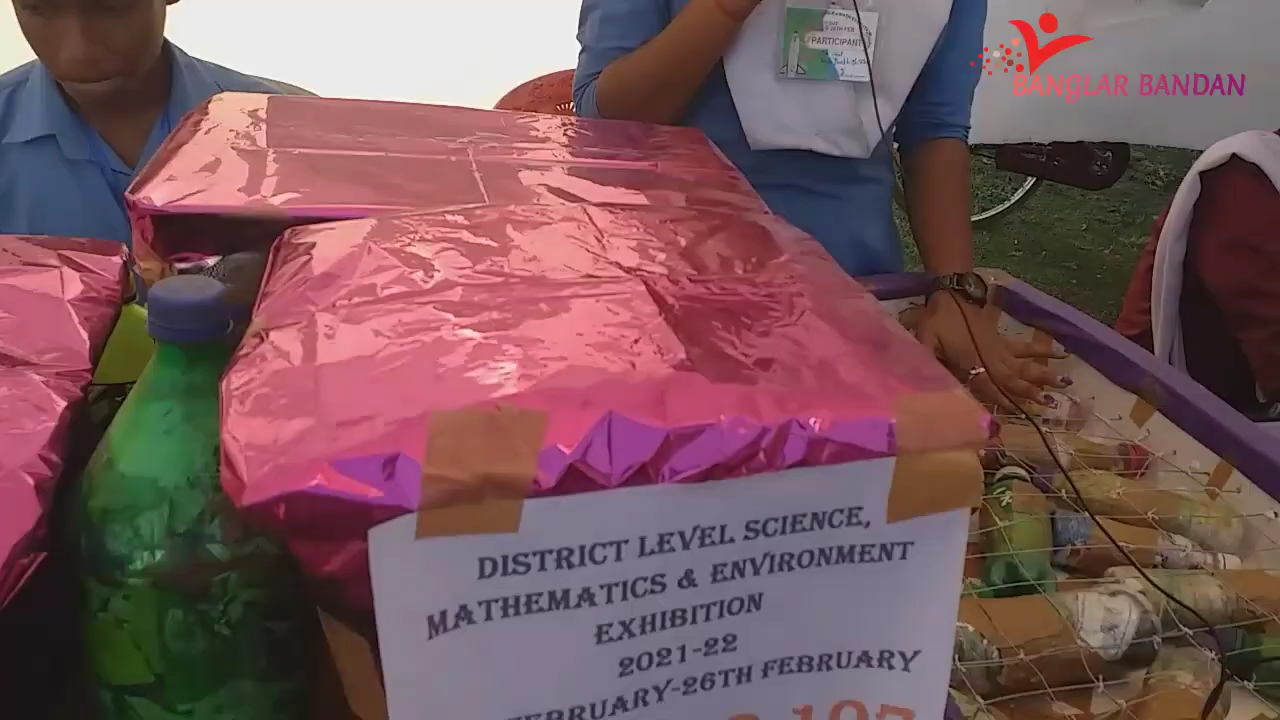 BANGLAR BANDAN
PARTICIPANT
DISTRICT LEVEL SCIENCE,
MATHEMATICS & ENVIRONMENT
EXHIBITION
2021-22
FEBRUARY-26TH FEBRUARY